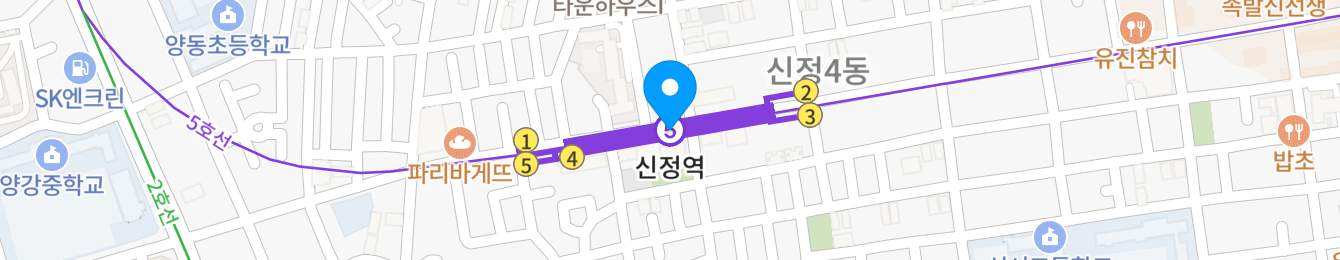 타운하우스
족발신선생
양동초등학교
유진참치
신정4동
SK엔크린
2
3
5호선
1
5
4
5
파리바게뜨
신정역
밥초
양강중학교
2호선